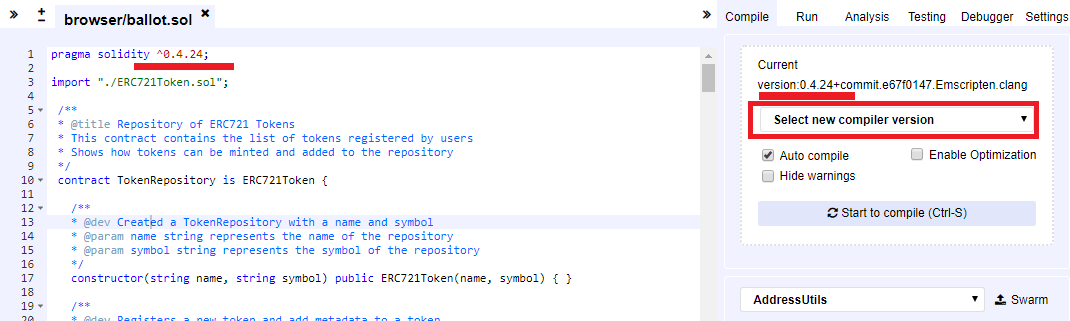 » + - browser/ballot.sol ✖ » Compile Run Analysis Testing Debugger Settings
1 pragma solidity ^0.4.24;
2
3 import "./ERC721Token.sol";
4
5 /**
6 * @title Repository of ERC721 Tokens
7 * This contract contains the list of tokens registered by users
8 * Shows how tokens can be minted and added to the repository
9 */
10 contract TokenRepository is ERC721Token {
11
12 /**
13 * @dev Created a TokenRepository with a name and symbol
14 * @param name string represents the name of the repository
15 * @param symbol string represents the symbol of the repository
16 */
17 constructor(string name, string symbol) public ERC721Token(name, symbol) { }
18
19 /**
20 * @dev Registers a new token and add metadata to a token
Current
version:0.4.24+commit.e67f0147.Emscripten.clang
Select new compiler version
Auto compile Enable Optimization
Hide warnings
Start to compile (Ctrl-S)
AddressUtils Swarm